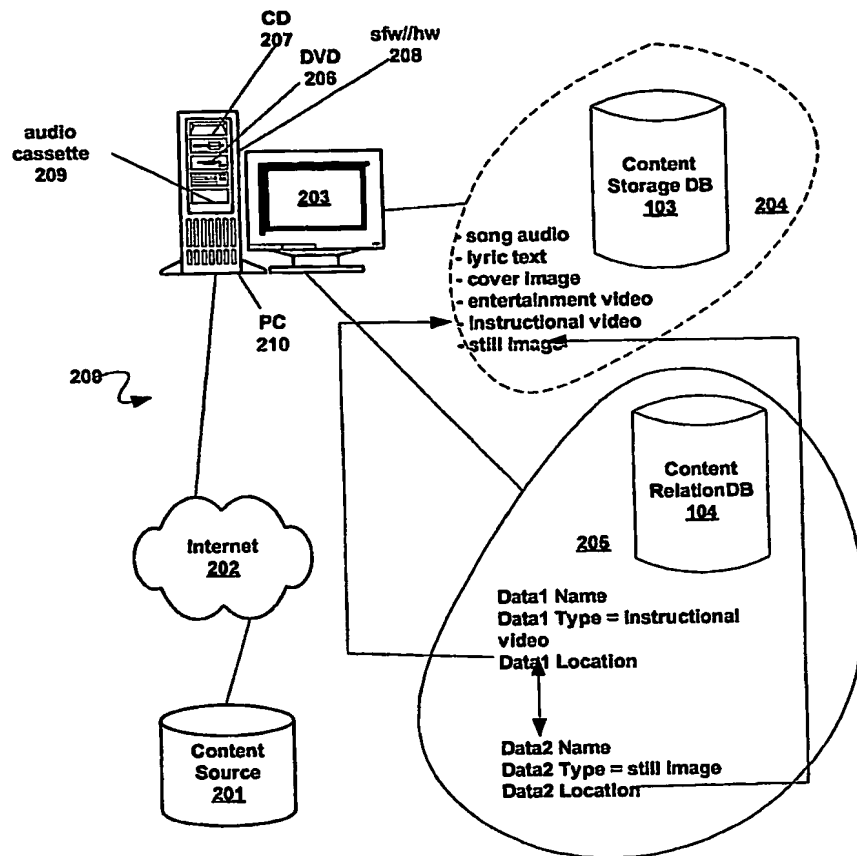 CD
207
DVD
206
sfw//hw
208
audio
cassette
209
203
Content
Storage DB
103
204
- song audio
- lyric text
- cover image
- entertainment video
- instructional video
- still image
PC
210
200
Content
RelationDB
104
205
Internet
202
Data1 Name
Data1 Type = instructional
video
Data1 Location
Content
Source
201
Data2 Name
Data2 Type = still image
Data2 Location